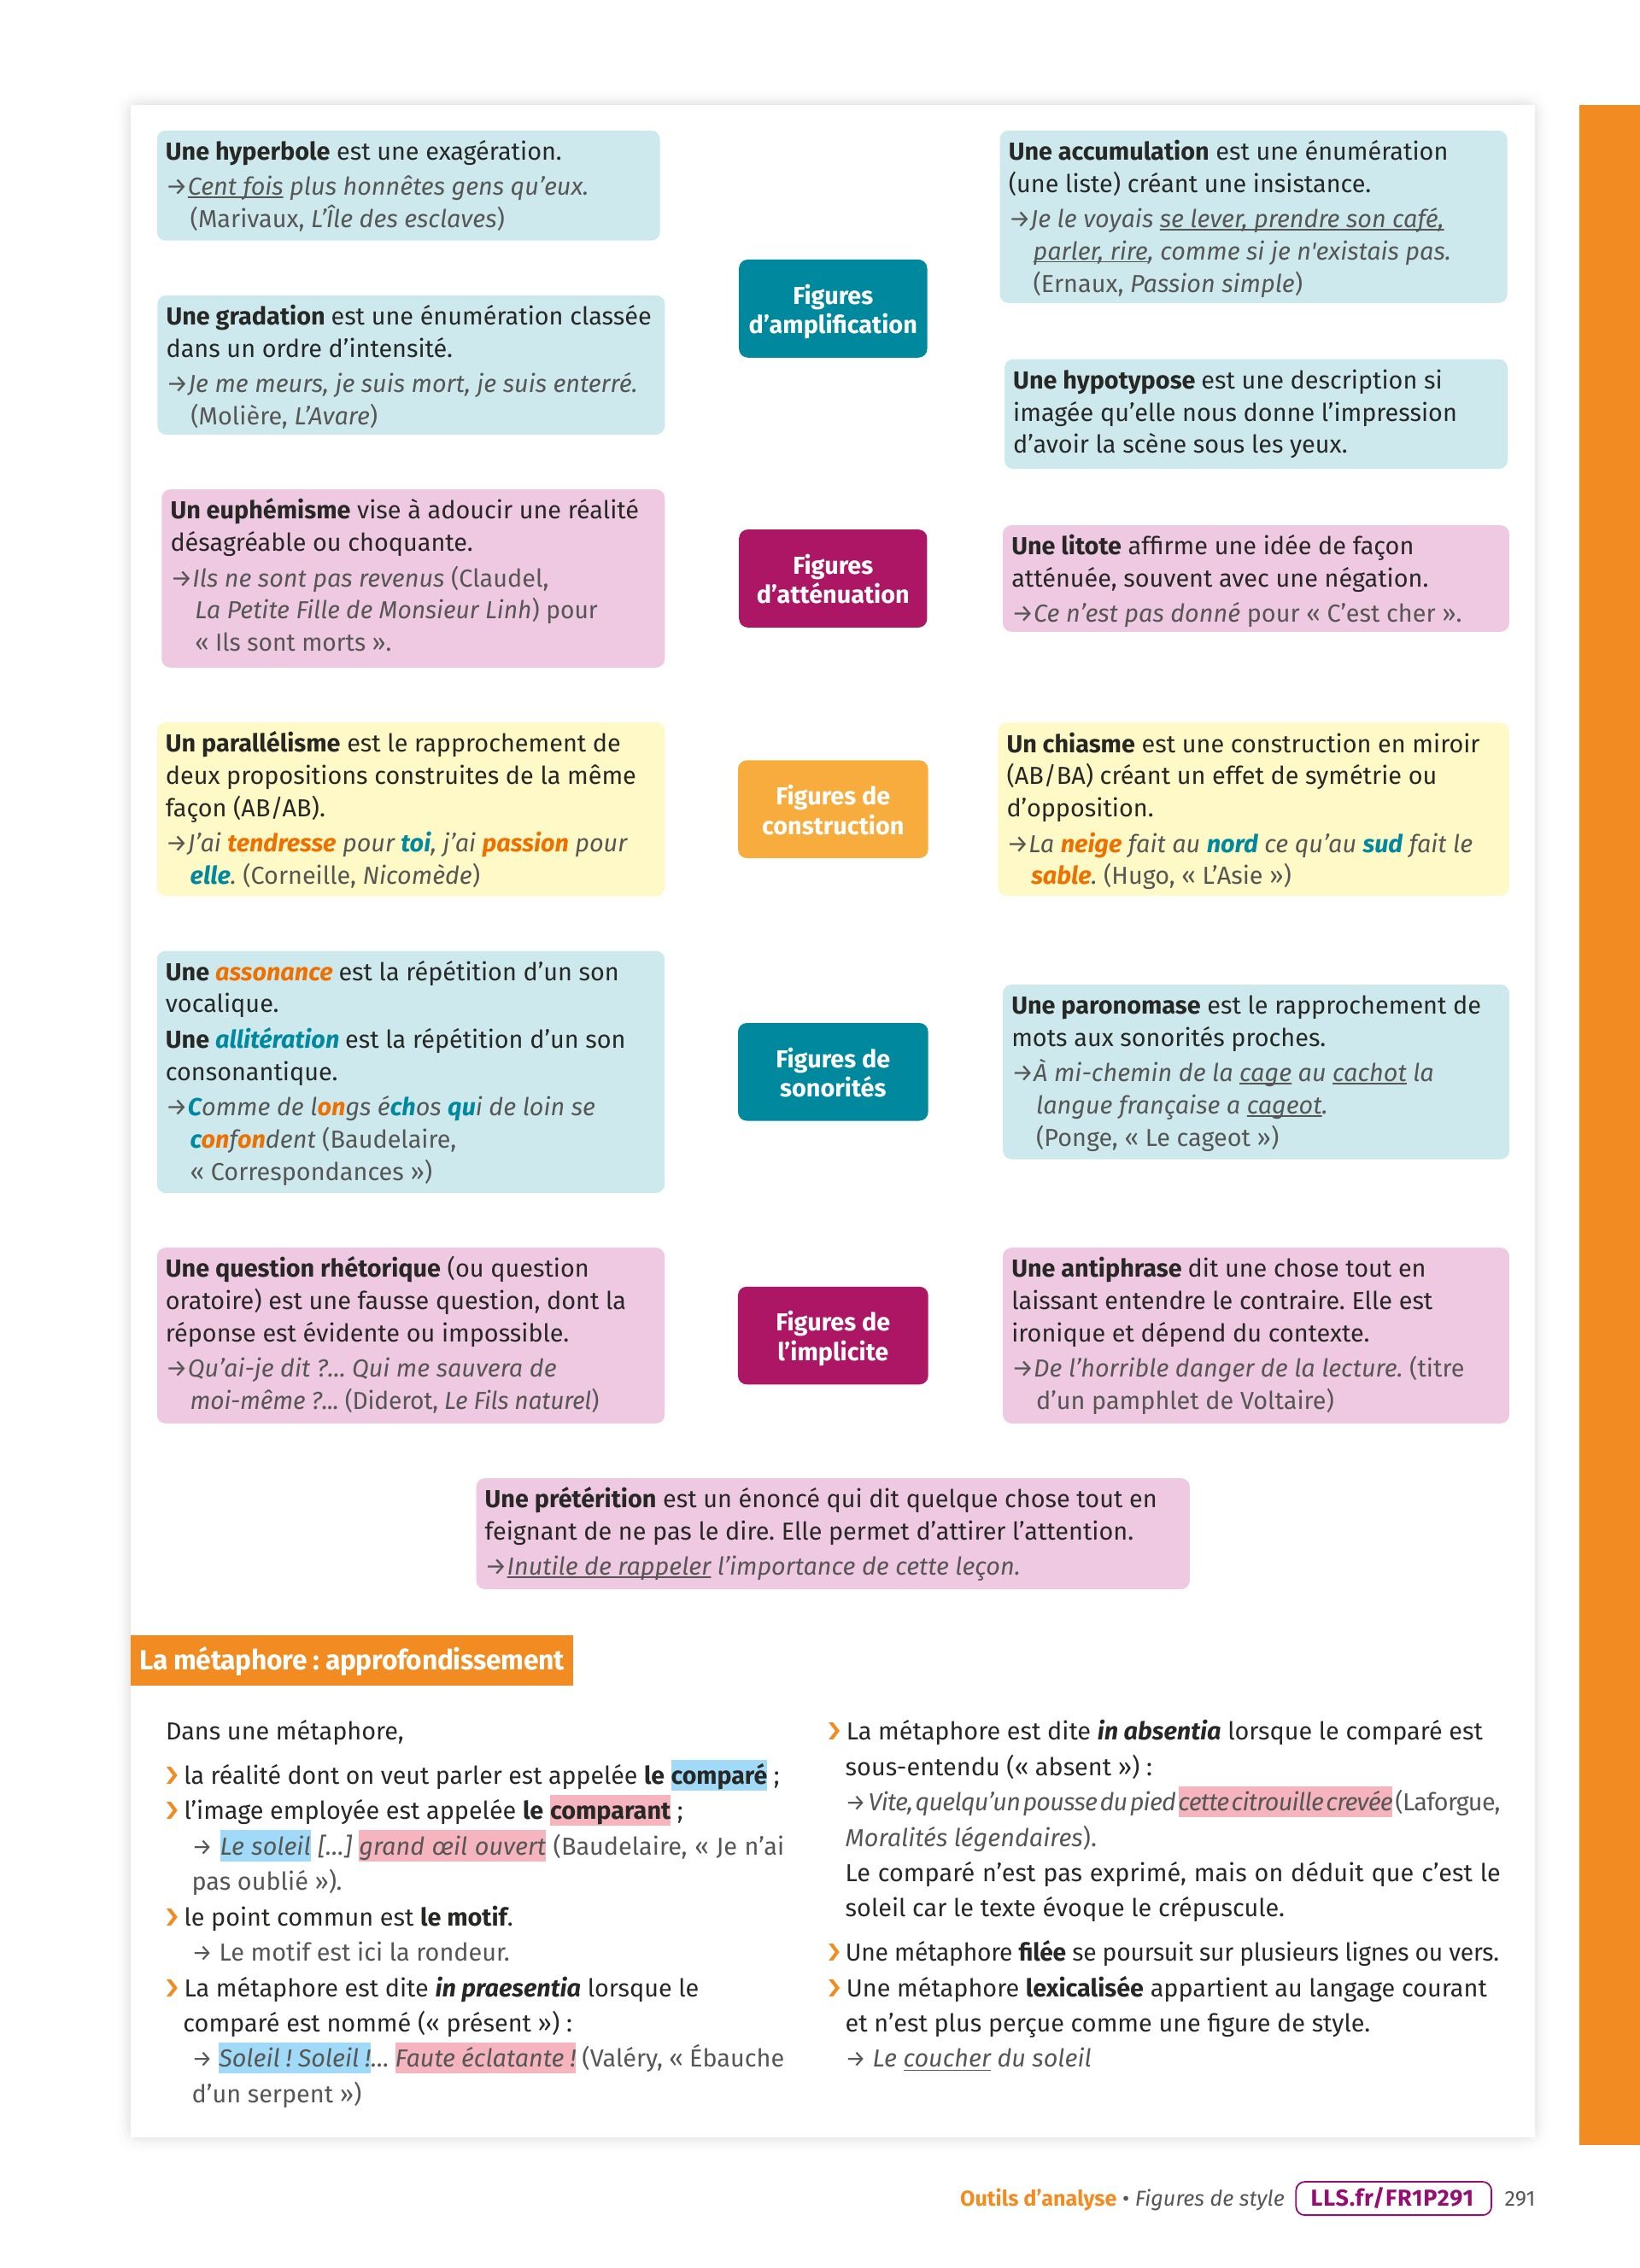 Une hyperbole est une exagération.
→Cent fois plus honnêtes gens qu’eux.
(Marivaux, L’Île des esclaves)
Une gradation est une énumération classée
dans un ordre d’intensité.
→Je me meurs, je suis mort, je suis enterré.
(Molière, L’Avare)
Figures
d’amplification
Une accumulation est une énumération
(une liste) créant une insistance.
→Je le voyais se lever, prendre son café,
parler, rire, comme si je n'existais pas.
(Ernaux, Passion simple)
Une hypotypose est une description si
imagée qu’elle nous donne l’impression
d’avoir la scène sous les yeux.
Un euphémisme vise à adoucir une réalité
désagréable ou choquante.
→Ils ne sont pas revenus (Claudel,
La Petite Fille de Monsieur Linh) pour
« Ils sont morts ».
Figures
d’atténuation
Une litote affirme une idée de façon
atténuée, souvent avec une négation.
→Ce n’est pas donné pour « C’est cher ».
Un parallélisme est le rapprochement de
deux propositions construites de la même
façon (AB/AB).
→J’ai tendresse pour toi, j’ai passion pour
elle. (Corneille, Nicomède)
Figures de
construction
Un chiasme est une construction en miroir
(AB/BA) créant un effet de symétrie ou
d’opposition.
→La neige fait au nord ce qu’au sud fait le
sable. (Hugo, « L’Asie »)
Une assonance est la répétition d’un son
vocalique.
Une allitération est la répétition d’un son
consonantique.
→Comme de longs échos qui de loin se
confondent (Baudelaire,
« Correspondances »)
Figures de
sonorités
Une paronomase est le rapprochement de
mots aux sonorités proches.
→À mi-chemin de la cage au cachot la
langue française a cageot.
(Ponge, « Le cageot »)
Une question rhétorique (ou question
oratoire) est une fausse question, dont la
réponse est évidente ou impossible.
→Qu’ai-je dit ?... Qui me sauvera de
moi-même ?... (Diderot, Le Fils naturel)
Figures de
l’implicite
Une antiphrase dit une chose tout en
laissant entendre le contraire. Elle est
ironique et dépend du contexte.
→De l’horrible danger de la lecture. (titre
d’un pamphlet de Voltaire)
Une prétérition est un énoncé qui dit quelque chose tout en
feignant de ne pas le dire. Elle permet d’attirer l’attention.
→Inutile de rappeler l’importance de cette leçon.
La métaphore : approfondissement
Dans une métaphore,
❯ la réalité dont on veut parler est appelée le comparé ;
❯ l’image employée est appelée le comparant ;
→ Le soleil [...] grand œil ouvert (Baudelaire, « Je n’ai
pas oublié »).
❯ le point commun est le motif.
→ Le motif est ici la rondeur.
❯ La métaphore est dite in praesentia lorsque le
comparé est nommé (« présent ») :
→ Soleil ! Soleil !... Faute éclatante ! (Valéry, « Ébauche
d’un serpent »)
❯ La métaphore est dite in absentia lorsque le comparé est
sous-entendu (« absent ») :
→ Vite, quelqu’un pousse du pied cette citrouille crevée (Laforgue,
Moralités légendaires).
Le comparé n’est pas exprimé, mais on déduit que c’est le
soleil car le texte évoque le crépuscule.
❯ Une métaphore filée se poursuit sur plusieurs lignes ou vers.
❯ Une métaphore lexicalisée appartient au langage courant
et n’est plus perçue comme une figure de style.
→ Le coucher du soleil
Outils d’analyse • Figures de style LLS.fr/FR1P291 291